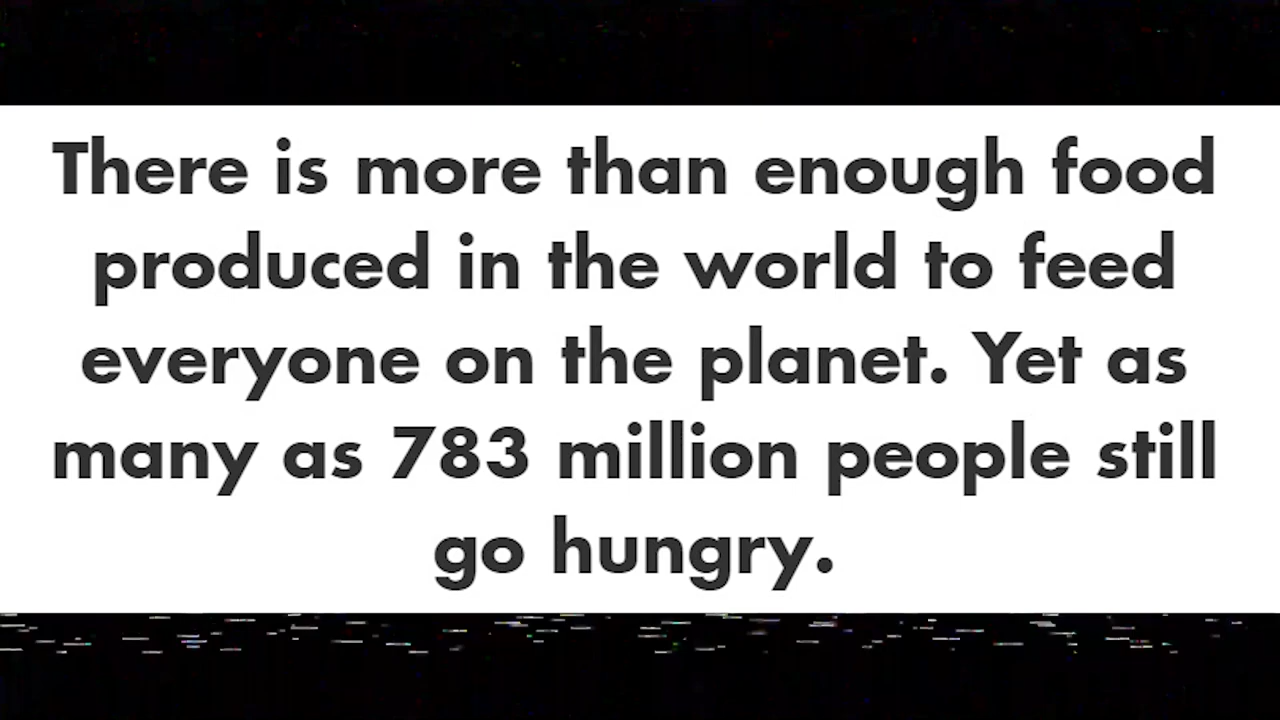 There is more than enough food
produced in the world to feed
everyone on the planet. Yet as
many as 783 million people still
go hungry.